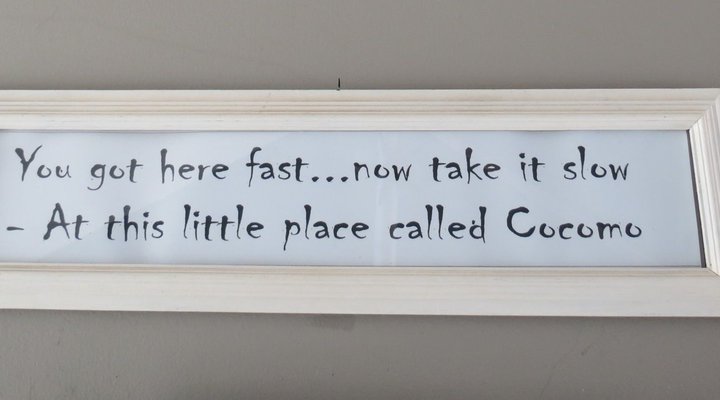 You got here fast...now take it slow
- At this little place called Cocomo